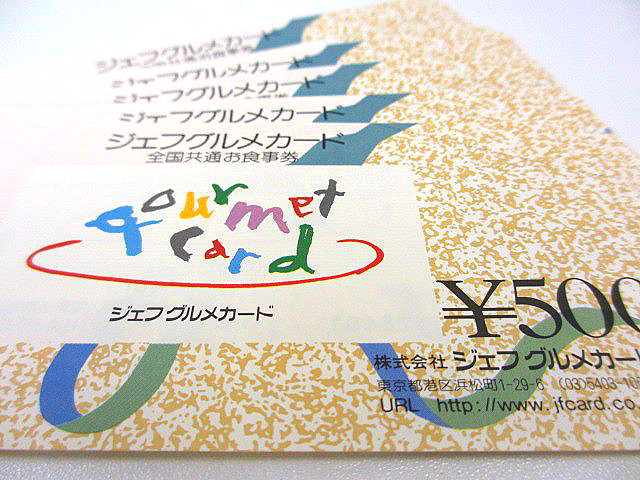 ジェフグルメカード
ジェフグルメカード
ジェフグルメカード
ジェフグルメカード
ジェフグルメカード
全国共通お食事券
gourmet
card
ジェフグルメカード
¥500
株式会社 ジェフグルメカー
東京都港区浜松町1-29-6 (03)5403-10
URL http://www.jfcard.co.